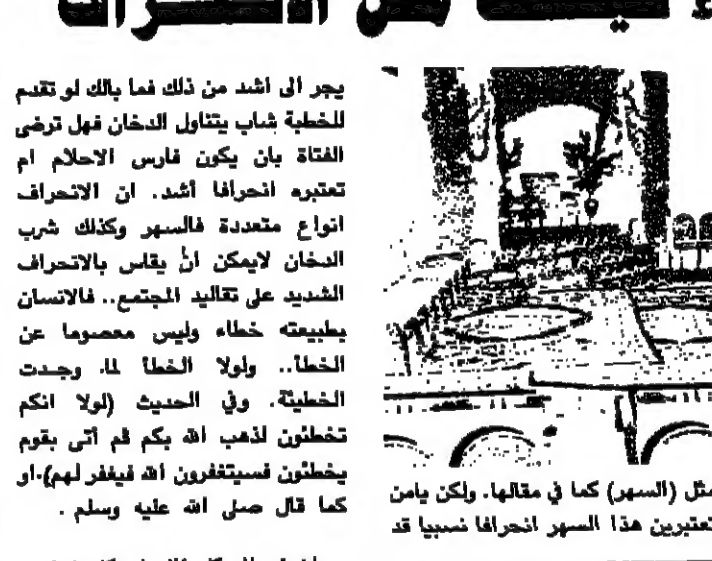 من الانحراف
مثل (السهر) كما في مقالها. ولكن يامن
تعتبرين هذا السهر انحرافا نسبيا قد
يجر الى اشد من ذلك فما بالك لو تقدم
للخطبة شاب يتناول الدخان فهل ترضى
الفتاة بان يكون فارس الاحلام ام
تعتبره انحرافا أشد. ان الانحراف
انواع متعددة فالسهر وكذلك شرب
الدخان لايمكن ان يقاس بالانحراف
الشديد على تقاليد المجتمع.. فالانسان
بطبيعته خطاء وليس معصوما عن
الخطأ.. ولولا الخطأ لما وجدت
الخطيئة. وفي الحديث (لولا انكم
تخطئون لذهب الله بكم ثم أتى بقوم
يخطئون فسيتغفرون الله فيغفر لهم).او
كما قال صلى الله عليه وسلم .